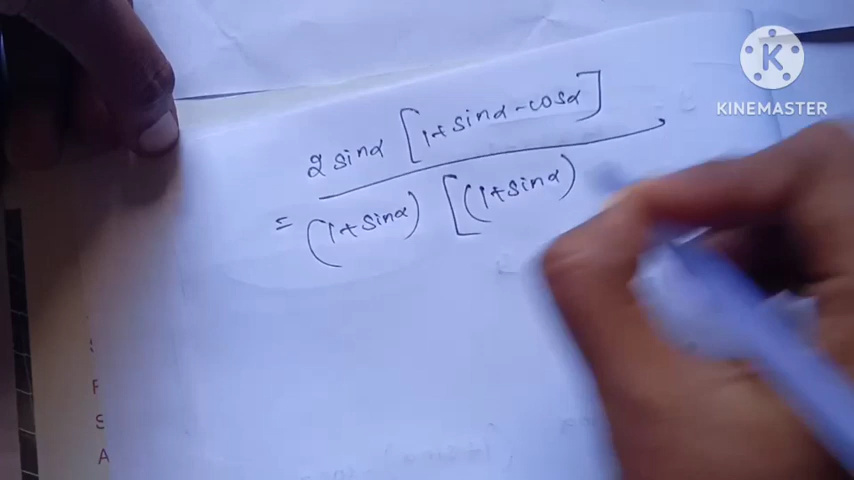 K
KINEMASTER
2 sinα [1+sinα-cosα]
= (1+sinα) [(1+sinα)
F
S
A